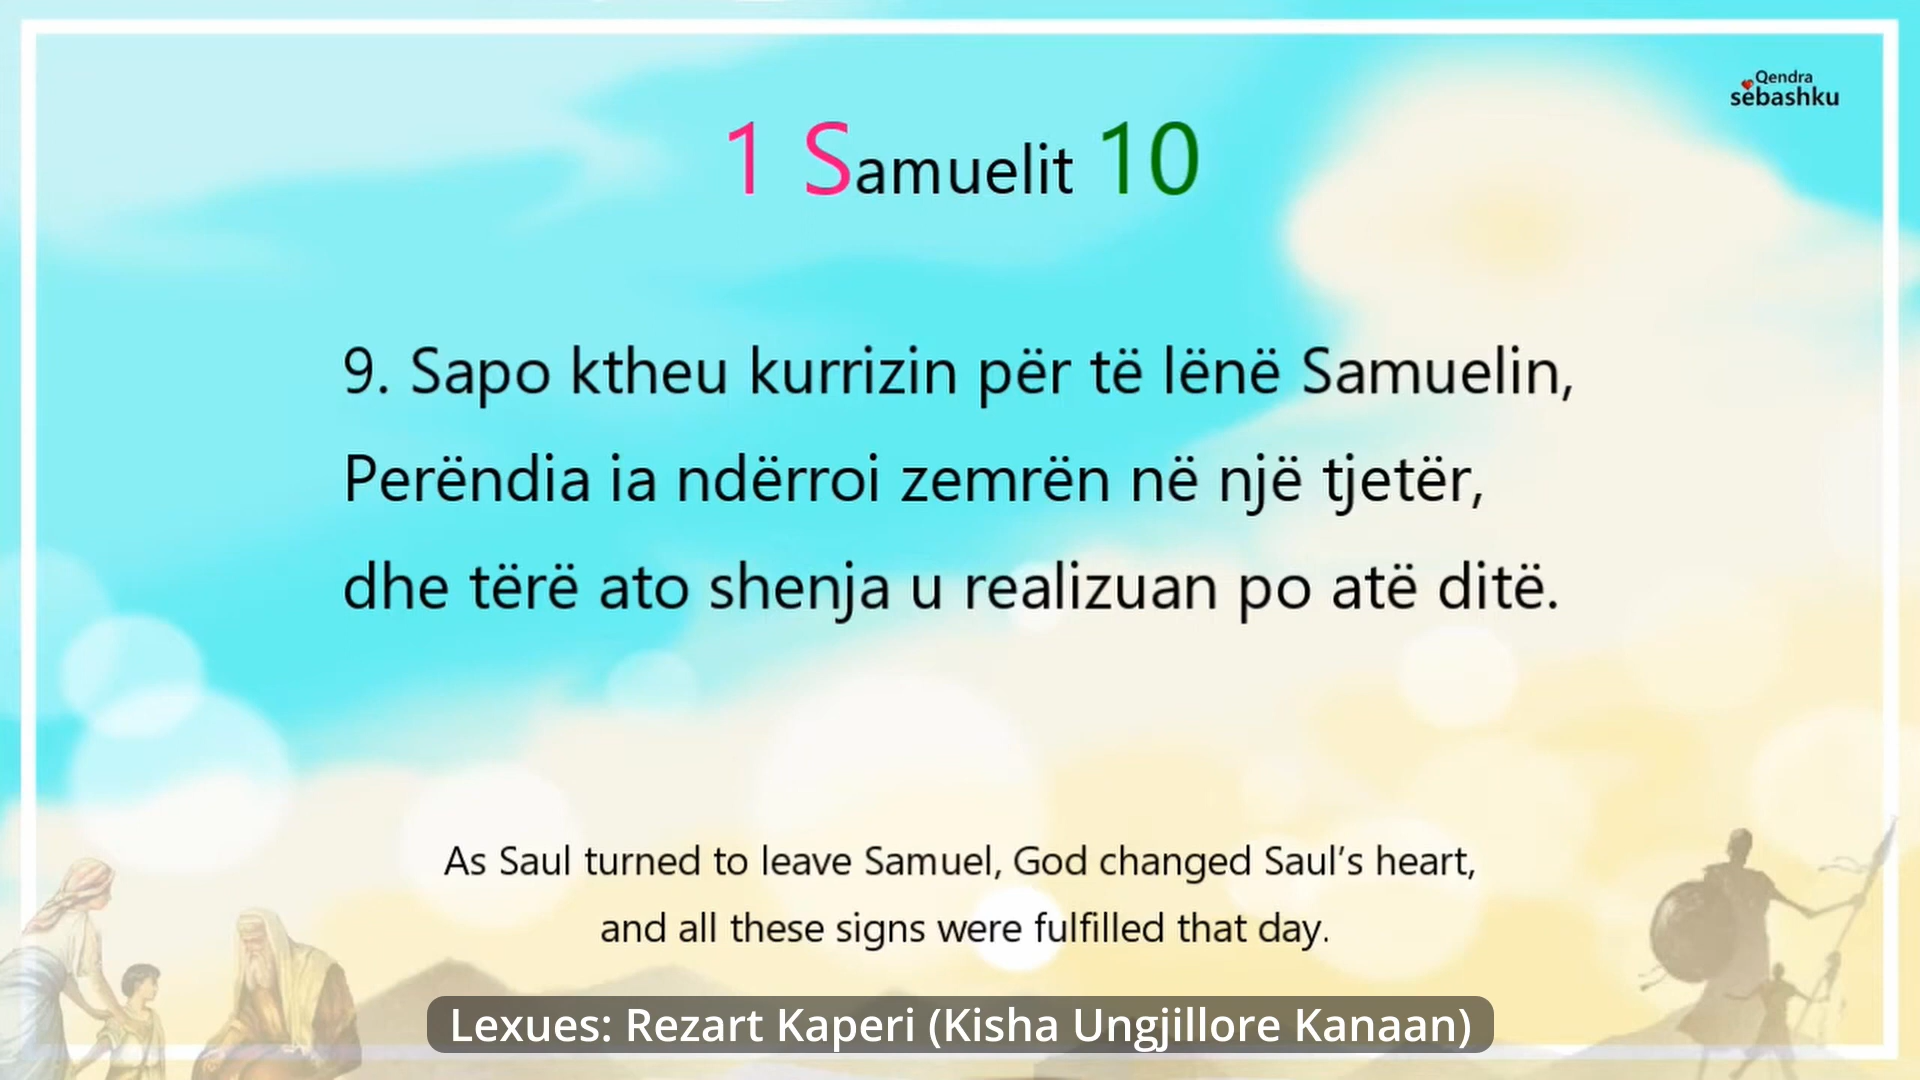 Qendra
sëbashku
1 Samuelit 10
9. Sapo ktheu kurrizin për të lënë Samuelin,
Perëndia ia ndërroi zemrën në një tjetër,
dhe tërë ato shenja u realizuan po atë ditë.
As Saul turned to leave Samuel, God changed Saul’s heart,
and all these signs were fulfilled that day.
Lexues: Rezart Kaperi (Kisha Ungjillore Kanaan)